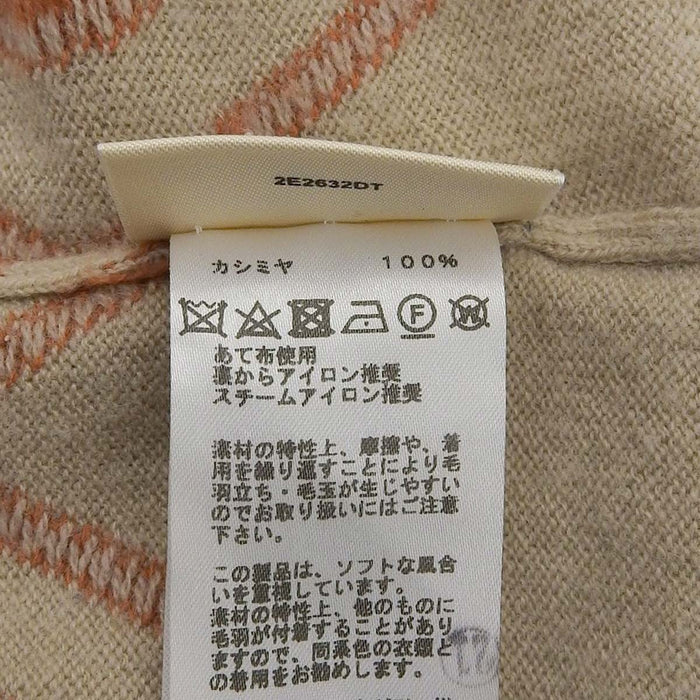 2E2632DT
カシミヤ 100%
F W
あて布使用
裏からアイロン推奨
スチームアイロン推奨
素材の特性上、摩擦や、着
用を繰り返すことにより毛
羽立ち・毛玉が生じやすい
のでお取り扱いにはご注意
下さい。
この製品は、ソフトな風合
いを重視しています。
素材の特性上、他のものに
毛羽が付着することがあり
ますので、同系色の衣類と
の着用をお勧めします。